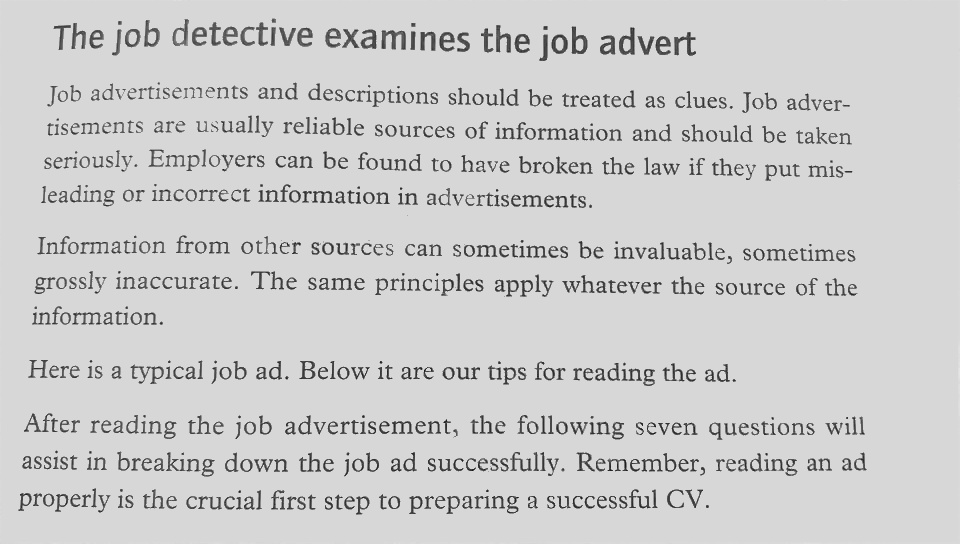 The job detective examines the job advert
Job advertisements and descriptions should be treated as clues. Job adver-
tisements are usually reliable sources of information and should be taken
seriously. Employers can be found to have broken the law if they put mis-
leading or incorrect information in advertisements.
Information from other sources can sometimes be invaluable, sometimes
grossly inaccurate. The same principles apply whatever the source of the
information.
Here is a typical job ad. Below it are our tips for reading the ad.
After reading the job advertisement, the following seven questions will
assist in breaking down the job ad successfully. Remember, reading an ad
properly is the crucial first step to preparing a successful CV.